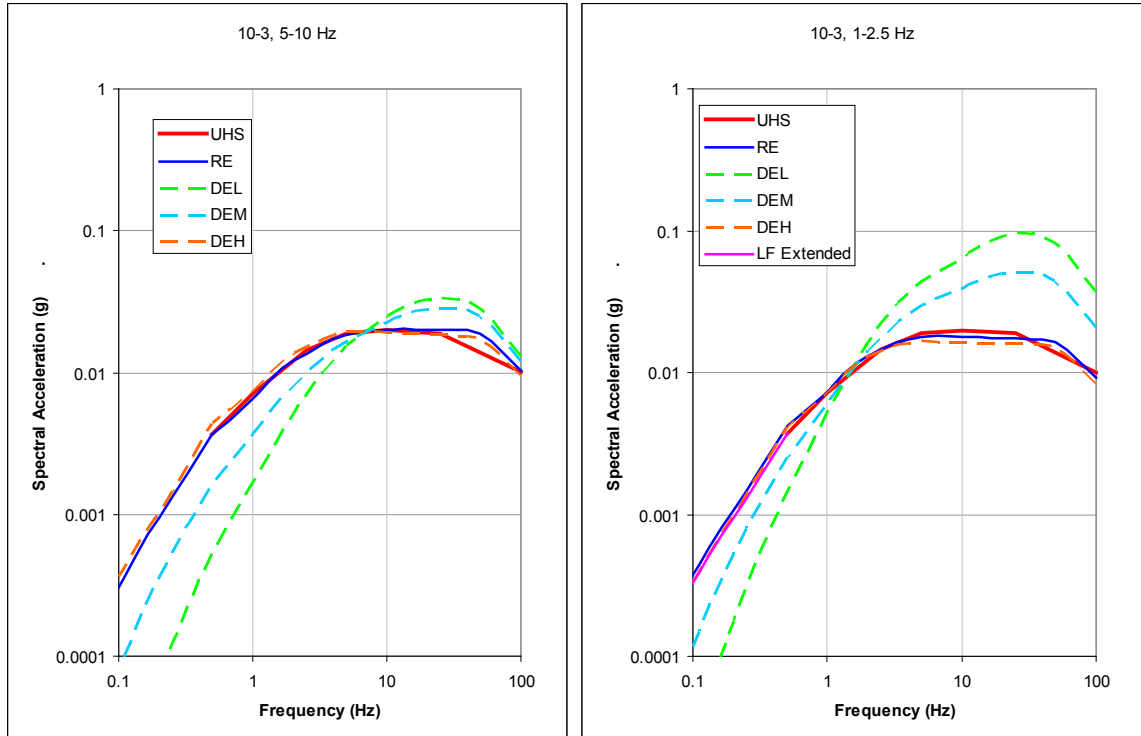 10-3, 5-10 Hz
1
0.1
0.01
0.001
0.0001
UHS
RE
DEL
DEM
DEH
Spectral Acceleration (g)
0.1
1
10
100
Frequency (Hz)
10-3, 1-2.5 Hz
1
0.1
0.01
0.001
0.0001
UHS
RE
DEL
DEM
DEH
LF Extended
Spectral Acceleration (g)
0.1
1
10
100
Frequency (Hz)